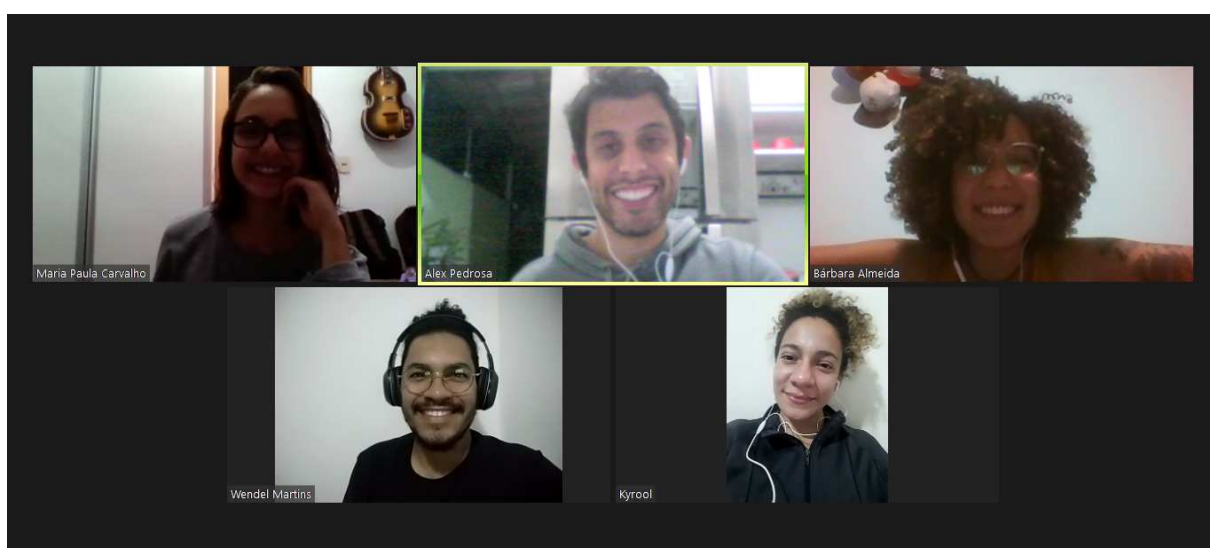 Maria Paula Carvalho
Alex Pedrosa
Bárbara Almeida
Wendel Martins
Kyrool